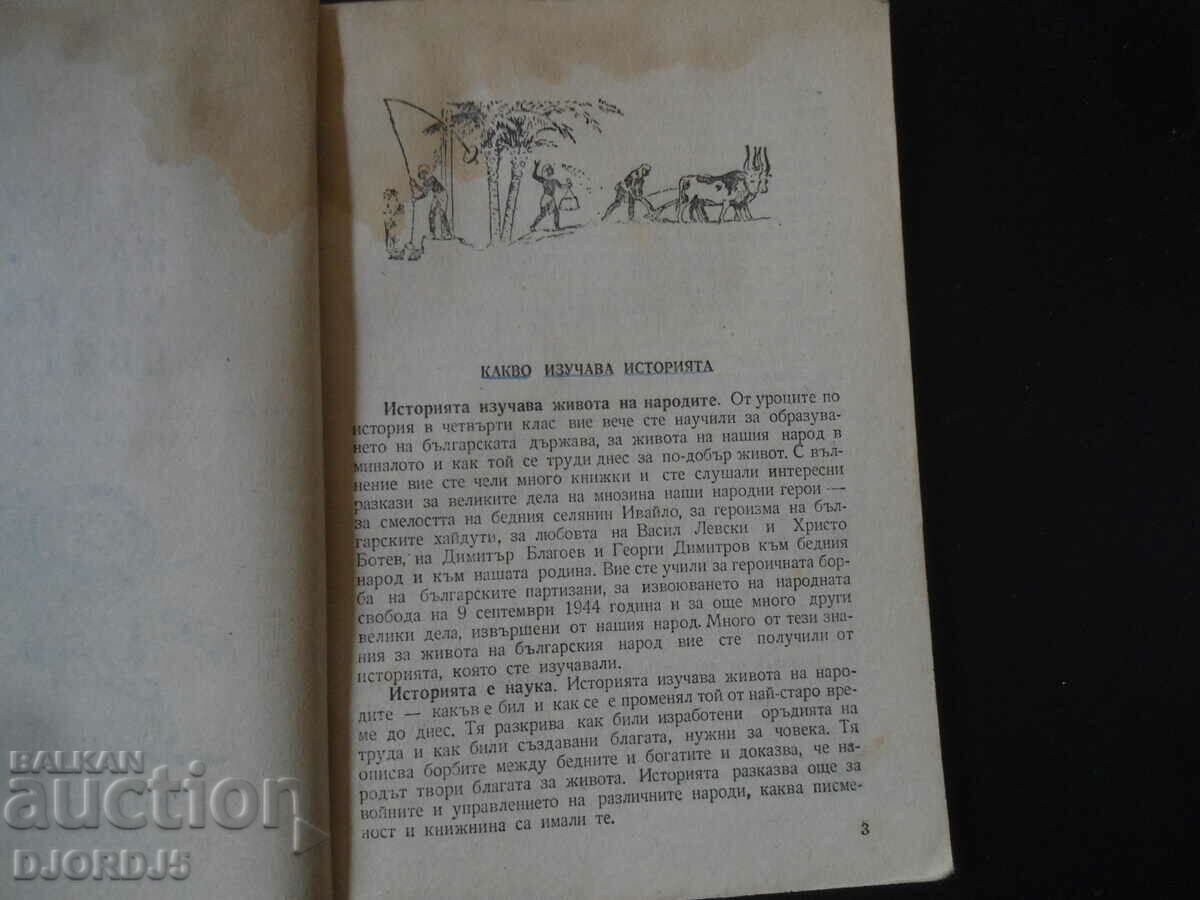 КАКВО ИЗУЧАВА ИСТОРИЯТА
Историята изучава живота на народите. От уроците по
история в четвърти клас вие вече сте научили за образува-
нето на българската държава, за живота на нашия народ в
миналото и как той се труди днес за по-добър живот. С въл-
нение вие сте чели много книжки и сте слушали интересни
разкази за великите дела на мнозина наши народни герои —
за смелостта на бедния селянин Ивайло, за героизма на бъл-
гарските хайдути, за любовта на Васил Левски и Христо
Ботев, на Димитър Благоев и Георги Димитров към бедния
народ и към нашата родина. Вие сте учили за героичната бор-
ба на българските партизани, за извоюването на народната
свобода на 9 септември 1944 година и за още много други
велики дела, извършени от нашия народ. Много от тези зна-
ния за живота на българския народ вие сте получили от
историята, която сте изучавали.
Историята е наука. Историята изучава живота на наро-
дите — какъв е бил и как се е променял той от най-старо вре-
ме до днес. Тя разкрива как били изработени оръдията на
труда и как били създавани благата, нужни за човека. Тя
описва борбите между бедните и богатите и доказва, че на-
родът твори благата за живота. Историята разказва още за
войните и управлението на различните народи, каква писме-
ност и книжнина са имали те.
3
BALKAN
auction
DJORDJ5